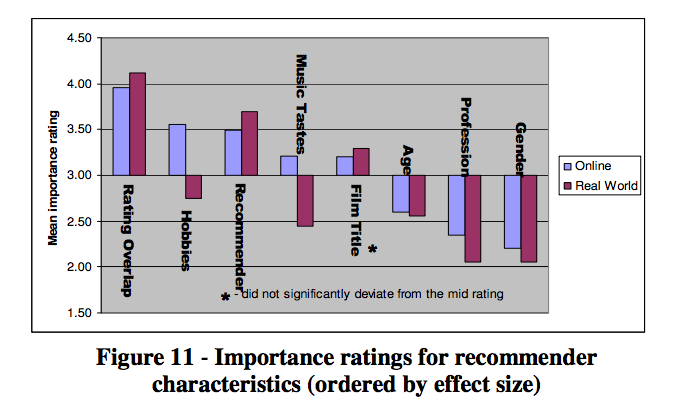 4.50
4.00
3.50
3.00
2.50
2.00
1.50
Mean importance rating
Rating Overlap
Hobbies
Recommender
Music Tastes
Film Title
*
Age
Profession
Gender
* - did not significantly deviate from the mid rating
Online
Real World
Figure 11 - Importance ratings for recommender
characteristics (ordered by effect size)